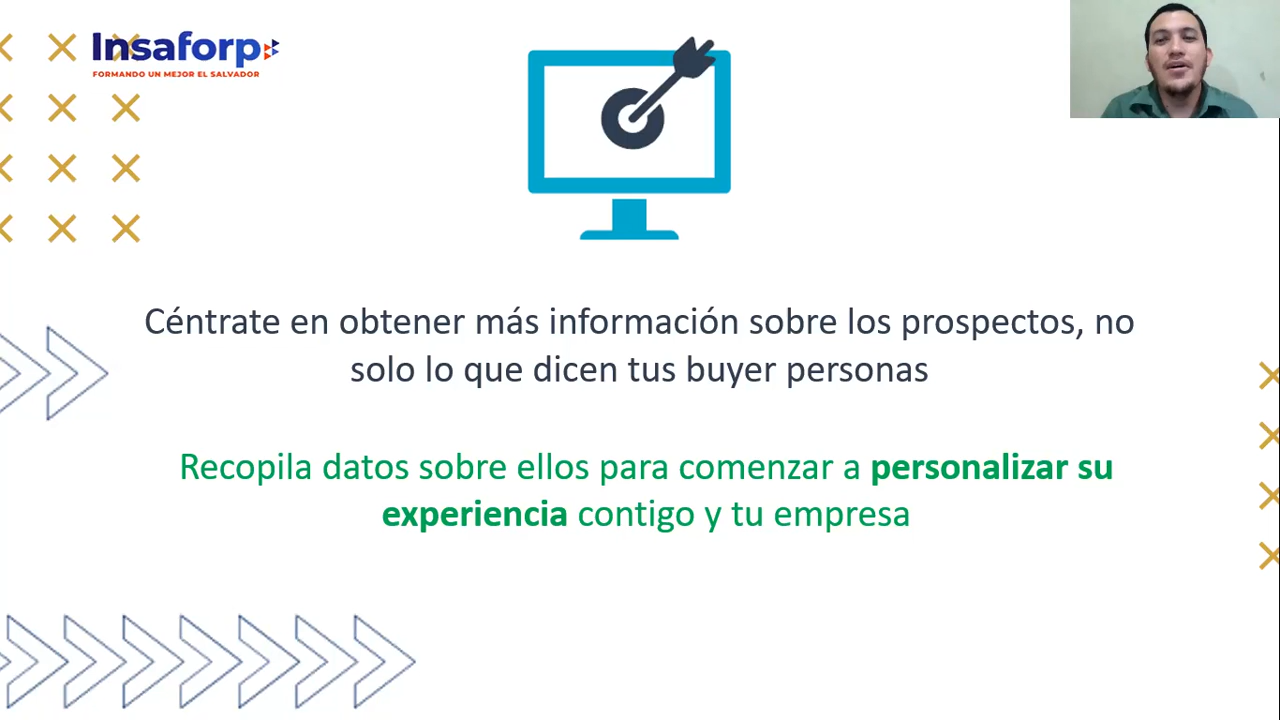 Insaforp
FORMANDO UN MEJOR EL SALVADOR
Céntrate en obtener más información sobre los prospectos, no
solo lo que dicen tus buyer personas
Recopila datos sobre ellos para comenzar a personalizar su
experiencia contigo y tu empresa